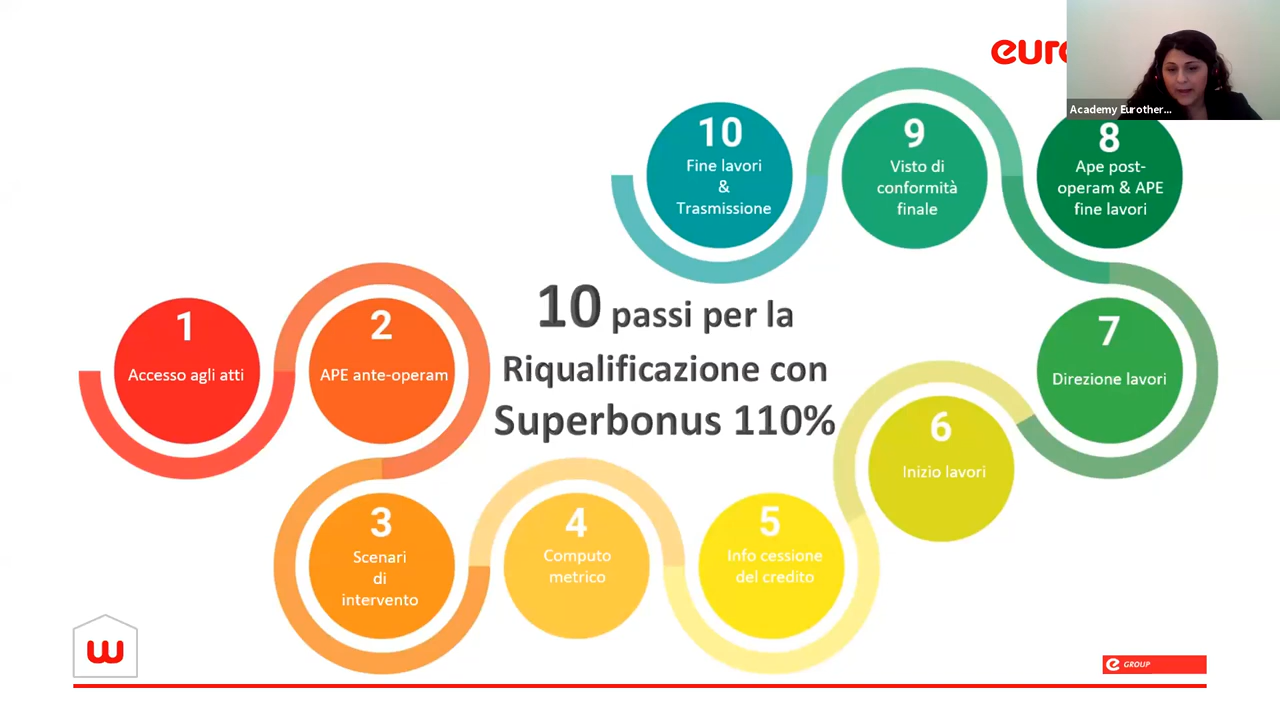 euro
Academy Eurother...
10
Fine lavori
&
Trasmissione
9
Visto di
conformità
finale
8
Ape post-
operam & APE
fine lavori
1
Accesso agli atti
2
APE ante-operam
10 passi per la
Riqualificazione con
Superbonus 110%
7
Direzione lavori
6
Inizio lavori
3
Scenari
di
intervento
4
Computo
metrico
5
Info cessione
del credito
w
e GROUP